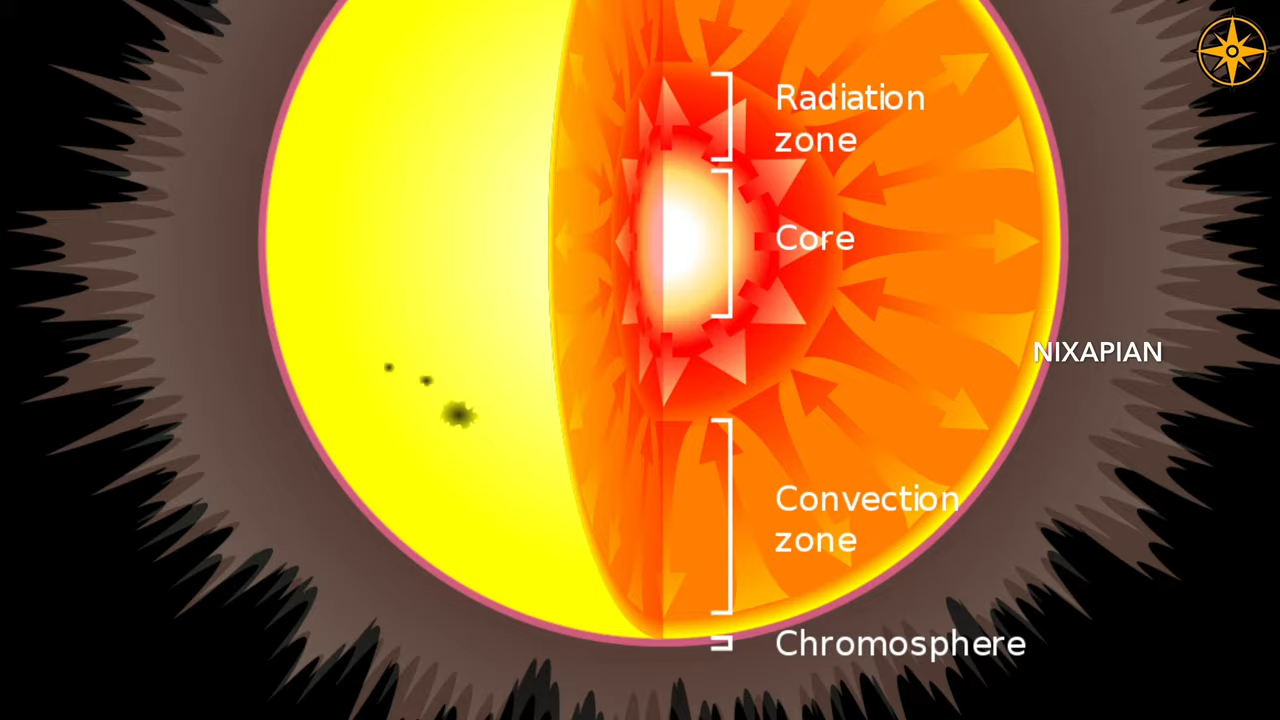 Radiation
zone
Core
NIXAPIAN
Convection
zone
Chromosphere